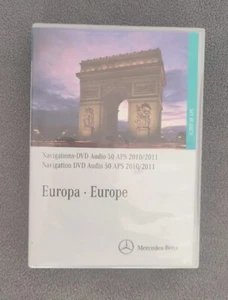 Navigations-DVD Audio 50 APS 2010/2011
Navigation DVD Audio 50 APS 2010/2011
Europa · Europe
Mercedes-Benz